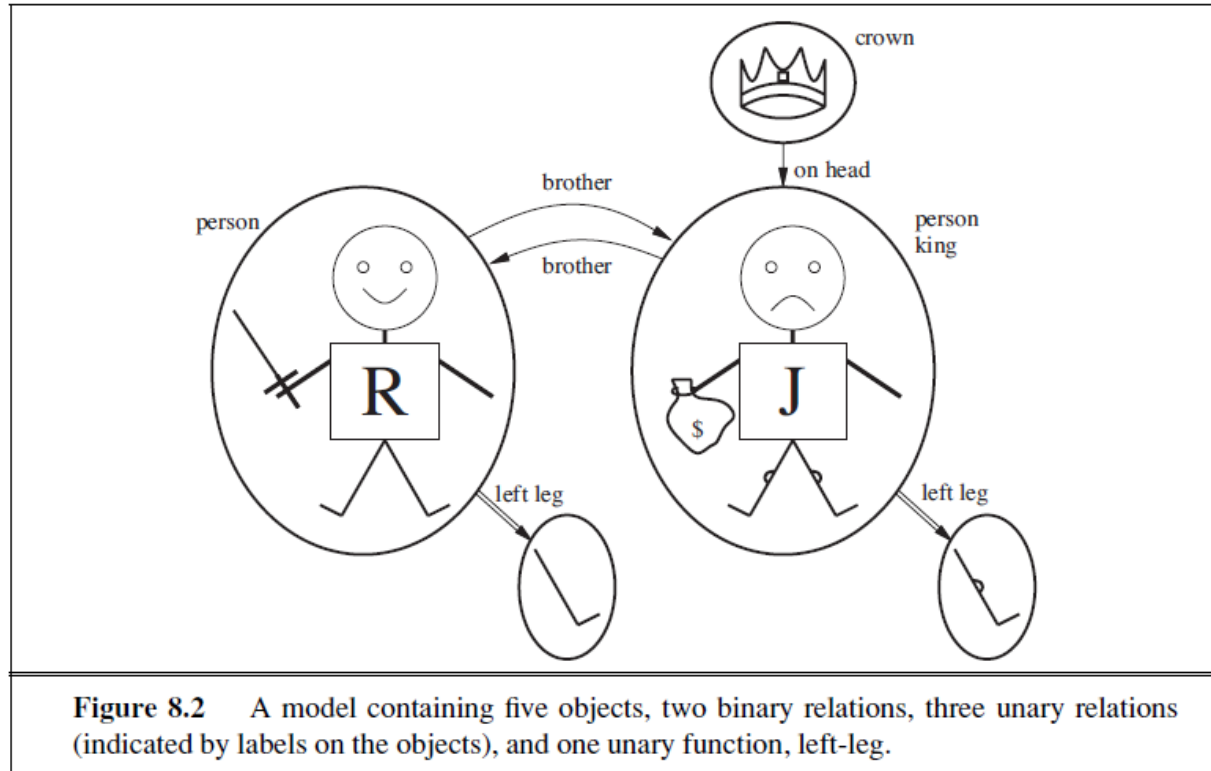 crown
on head
brother
person
person
king
brother
R
J
$
left leg
left leg
Figure 8.2 A model containing five objects, two binary relations, three unary relations
(indicated by labels on the objects), and one unary function, left-leg.